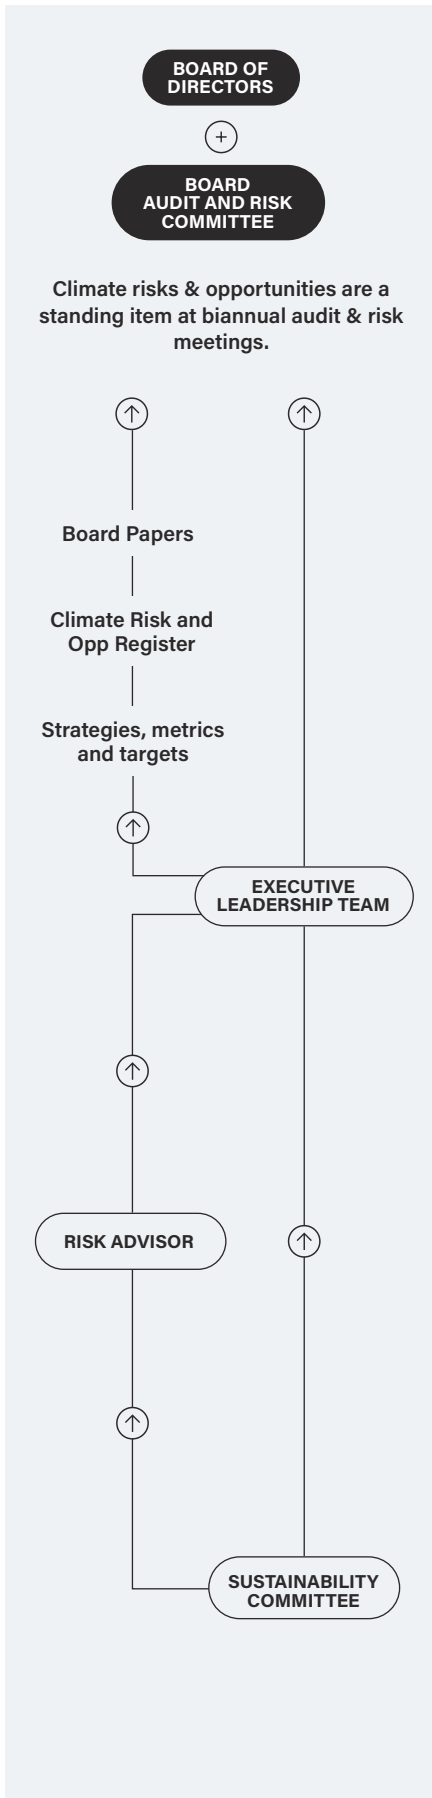 BOARD OF
DIRECTORS
+
BOARD
AUDIT AND RISK
COMMITTEE
Climate risks & opportunities are a
standing item at biannual audit & risk
meetings.
Board Papers
Climate Risk and
Opp Register
Strategies, metrics
and targets
EXECUTIVE
LEADERSHIP TEAM
RISK ADVISOR
SUSTAINABILITY
COMMITTEE